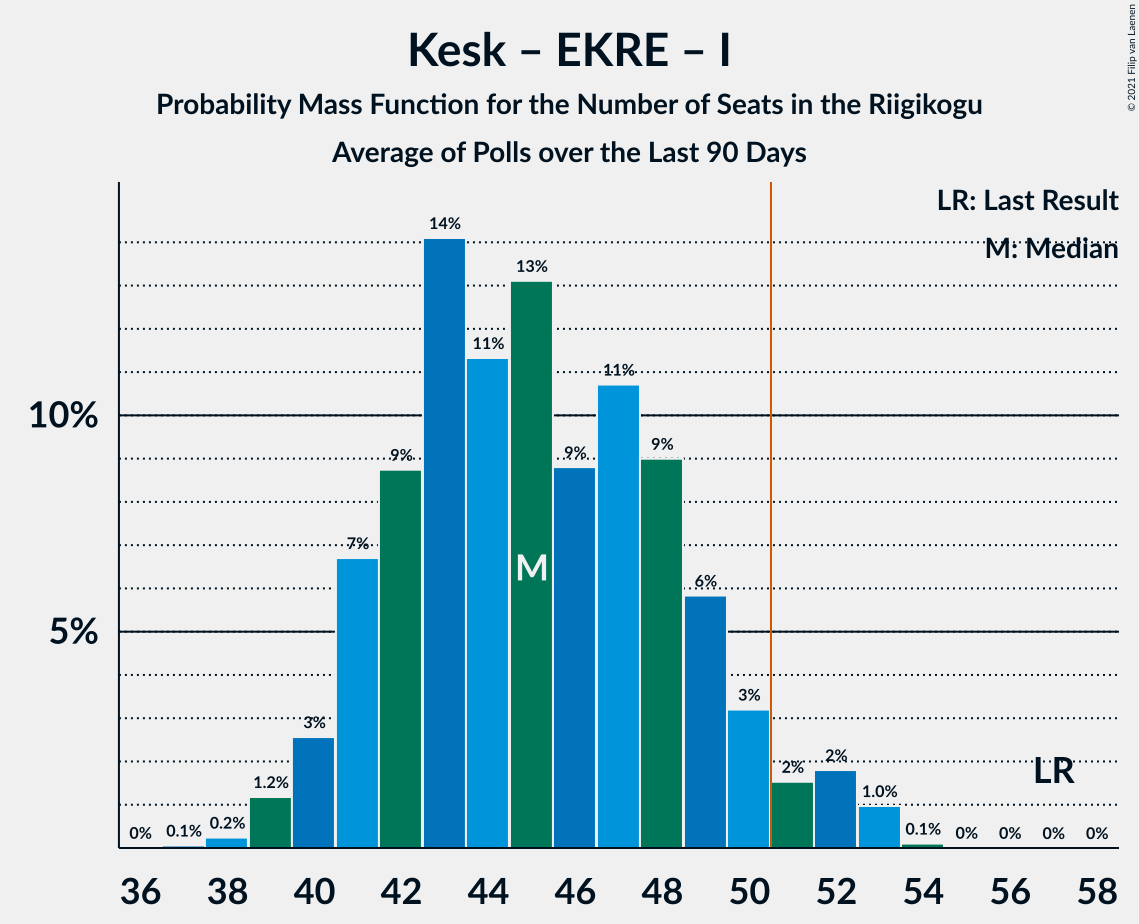 Kesk – EKRE – I
Probability Mass Function for the Number of Seats in the Riigikogu
Average of Polls over the Last 90 Days
© 2021 Filip van Laenen
LR: Last Result
M: Median
10%
5%
0%
0.1%
0.2%
1.2%
3%
7%
9%
14%
11%
13%
9%
11%
9%
6%
3%
2%
2%
1.0%
0.1%
0%
0%
0%
0%
M
LR
36 38 40 42 44 46 48 50 52 54 56 58